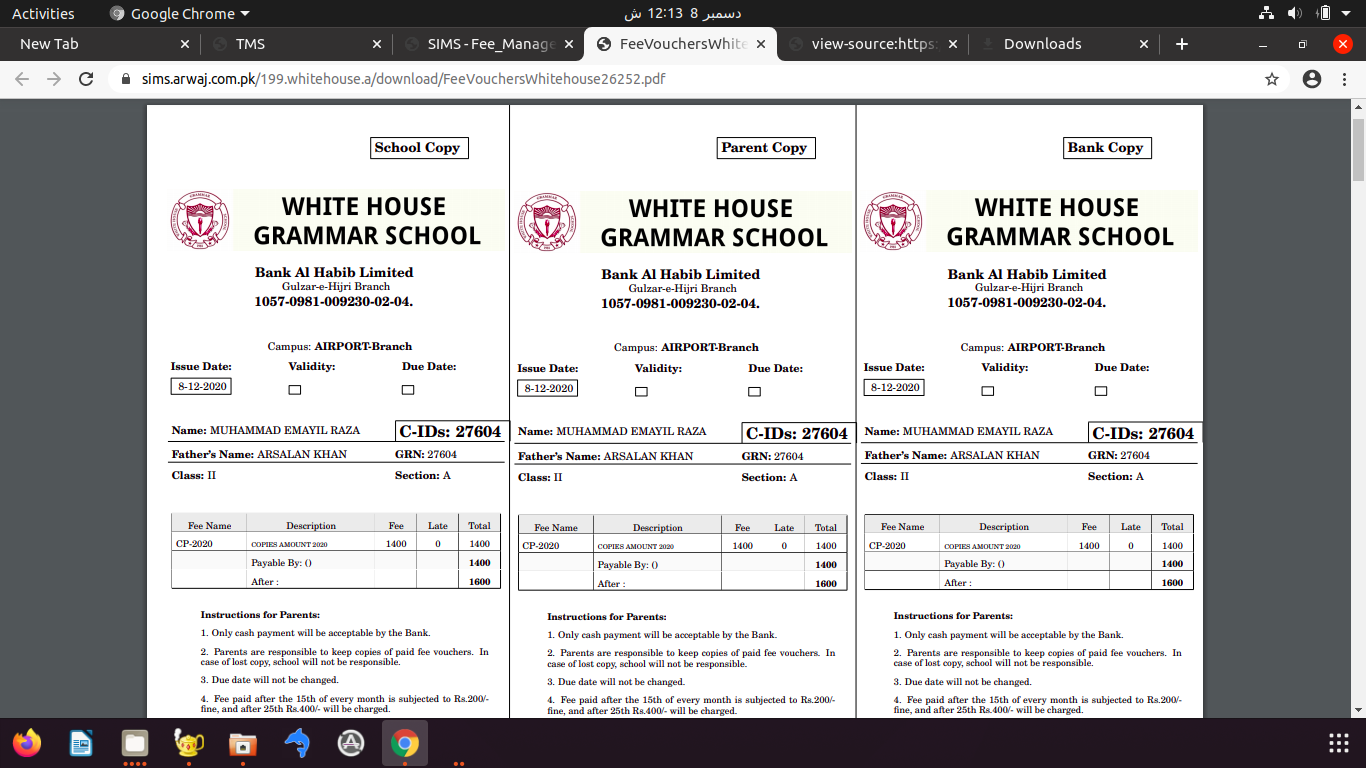 Activities
Google Chrome
دسمبر 8 12:13 ش
New Tab
TMS
SIMS - Fee_Manage
FeeVouchersWhite
view-source:https:
Downloads
sims.arwaj.com.pk/199.whitehouse.a/download/FeeVouchersWhitehouse26252.pdf
School Copy
WHITE HOUSE
GRAMMAR SCHOOL
Bank Al Habib Limited
Gulzar-e-Hijri Branch
1057-0981-009230-02-04.
Campus: AIRPORT-Branch
Issue Date: Validity: Due Date:
8-12-2020
Name: MUHAMMAD EMAYIL RAZA C-IDs: 27604
Father's Name: ARSALAN KHAN GRN: 27604
Class: II Section: A
Fee Name Description Fee Late Total
CP-2020 COPIES AMOUNT 2020 1400 0 1400
Payable By: () 1400
After : 1600
Instructions for Parents:
1. Only cash payment will be acceptable by the Bank.
2. Parents are responsible to keep copies of paid fee vouchers. In
case of lost copy, school will not be responsible.
3. Due date will not be changed.
4. Fee paid after the 15th of every month is subjected to Rs.200/-
fine, and after 25th Rs.400/- will be charged.
Parent Copy
WHITE HOUSE
GRAMMAR SCHOOL
Bank Al Habib Limited
Gulzar-e-Hijri Branch
1057-0981-009230-02-04.
Campus: AIRPORT-Branch
Issue Date: Validity: Due Date:
8-12-2020
Name: MUHAMMAD EMAYIL RAZA C-IDs: 27604
Father's Name: ARSALAN KHAN GRN: 27604
Class: II Section: A
Fee Name Description Fee Late Total
CP-2020 COPIES AMOUNT 2020 1400 0 1400
Payable By: () 1400
After : 1600
Instructions for Parents:
1. Only cash payment will be acceptable by the Bank.
2. Parents are responsible to keep copies of paid fee vouchers. In
case of lost copy, school will not be responsible.
3. Due date will not be changed.
4. Fee paid after the 15th of every month is subjected to Rs.200/-
fine, and after 25th Rs.400/- will be charged.
Bank Copy
WHITE HOUSE
GRAMMAR SCHOOL
Bank Al Habib Limited
Gulzar-e-Hijri Branch
1057-0981-009230-02-04.
Campus: AIRPORT-Branch
Issue Date: Validity: Due Date:
8-12-2020
Name: MUHAMMAD EMAYIL RAZA C-IDs: 27604
Father's Name: ARSALAN KHAN GRN: 27604
Class: II Section: A
Fee Name Description Fee Late Total
CP-2020 COPIES AMOUNT 2020 1400 0 1400
Payable By: () 1400
After : 1600
Instructions for Parents:
1. Only cash payment will be acceptable by the Bank.
2. Parents are responsible to keep copies of paid fee vouchers. In
case of lost copy, school will not be responsible.
3. Due date will not be changed.
4. Fee paid after the 15th of every month is subjected to Rs.200/-
fine, and after 25th Rs.400/- will be charged.